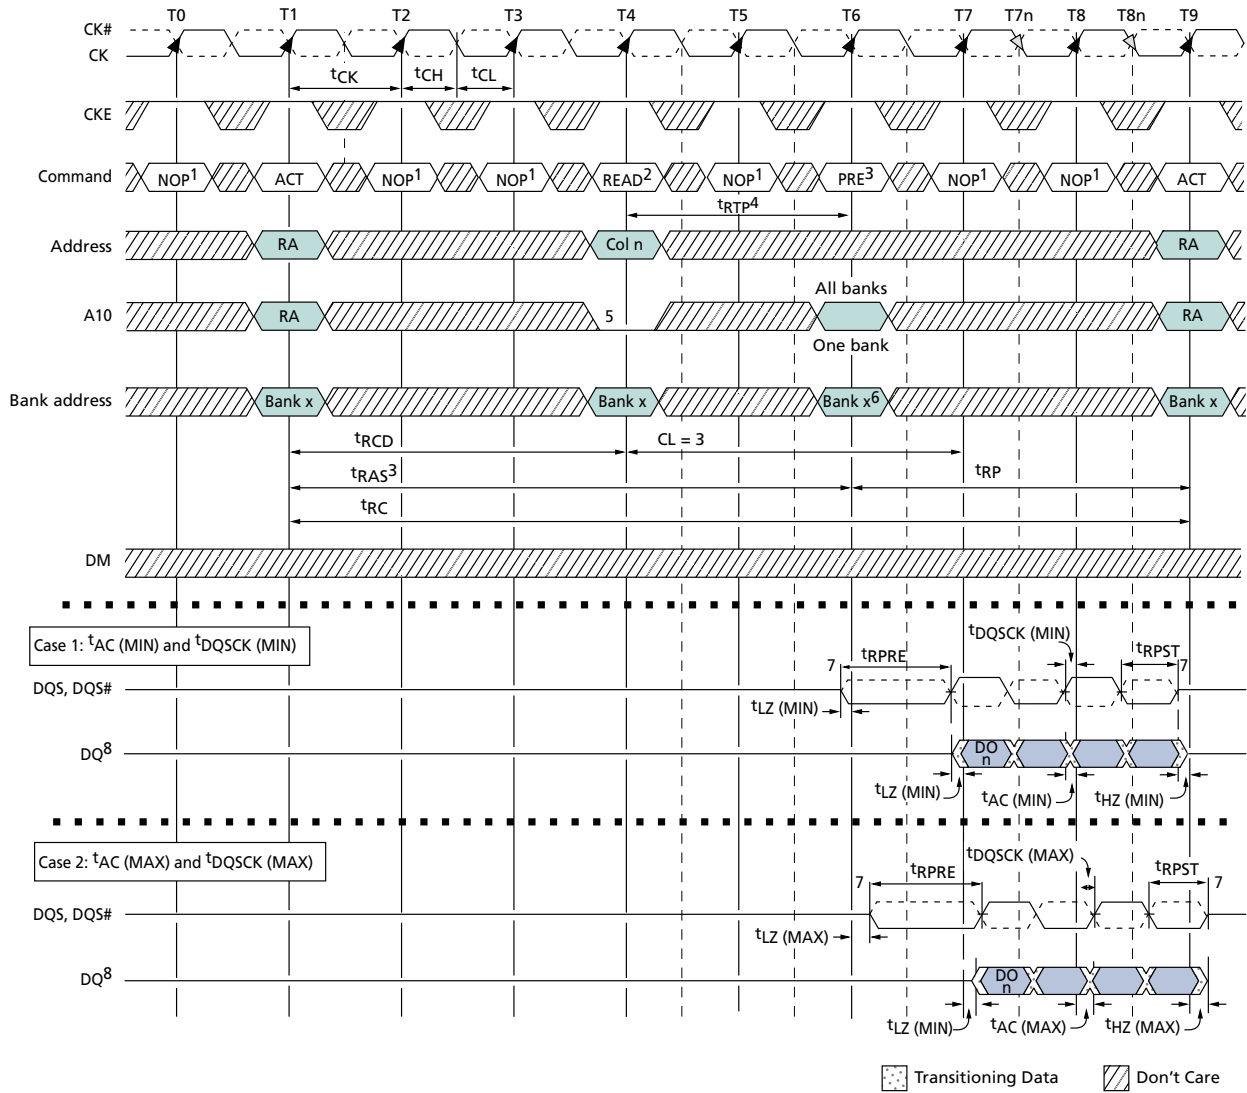 T0 T1 T2 T3 T4 T5 T6 T7 T7n T8 T8n T9
CK#
CK
tCK tCH tCL
CKE
Command NOP1 ACT NOP1 NOP1 READ2 NOP1 PRE3 NOP1 NOP1 ACT
tRTP4
Address RA Col n RA
All banks
A10 RA 5 RA
One bank
Bank address Bank x Bank x Bank x6 Bank x
tRCD CL = 3
tRAS3 tRP
tRC
DM
Case 1: tAC (MIN) and tDQSCK (MIN)
tDQSCK (MIN)
7 tRPRE tRPST 7
DQS, DQS#
tLZ (MIN)
DQ8 DO n
tLZ (MIN) tAC (MIN) tHZ (MIN)
Case 2: tAC (MAX) and tDQSCK (MAX)
tDQSCK (MAX)
7 tRPRE tRPST 7
DQS, DQS#
tLZ (MAX)
DQ8 DO n
tLZ (MIN) tAC (MAX) tHZ (MAX)
Transitioning Data Don't Care